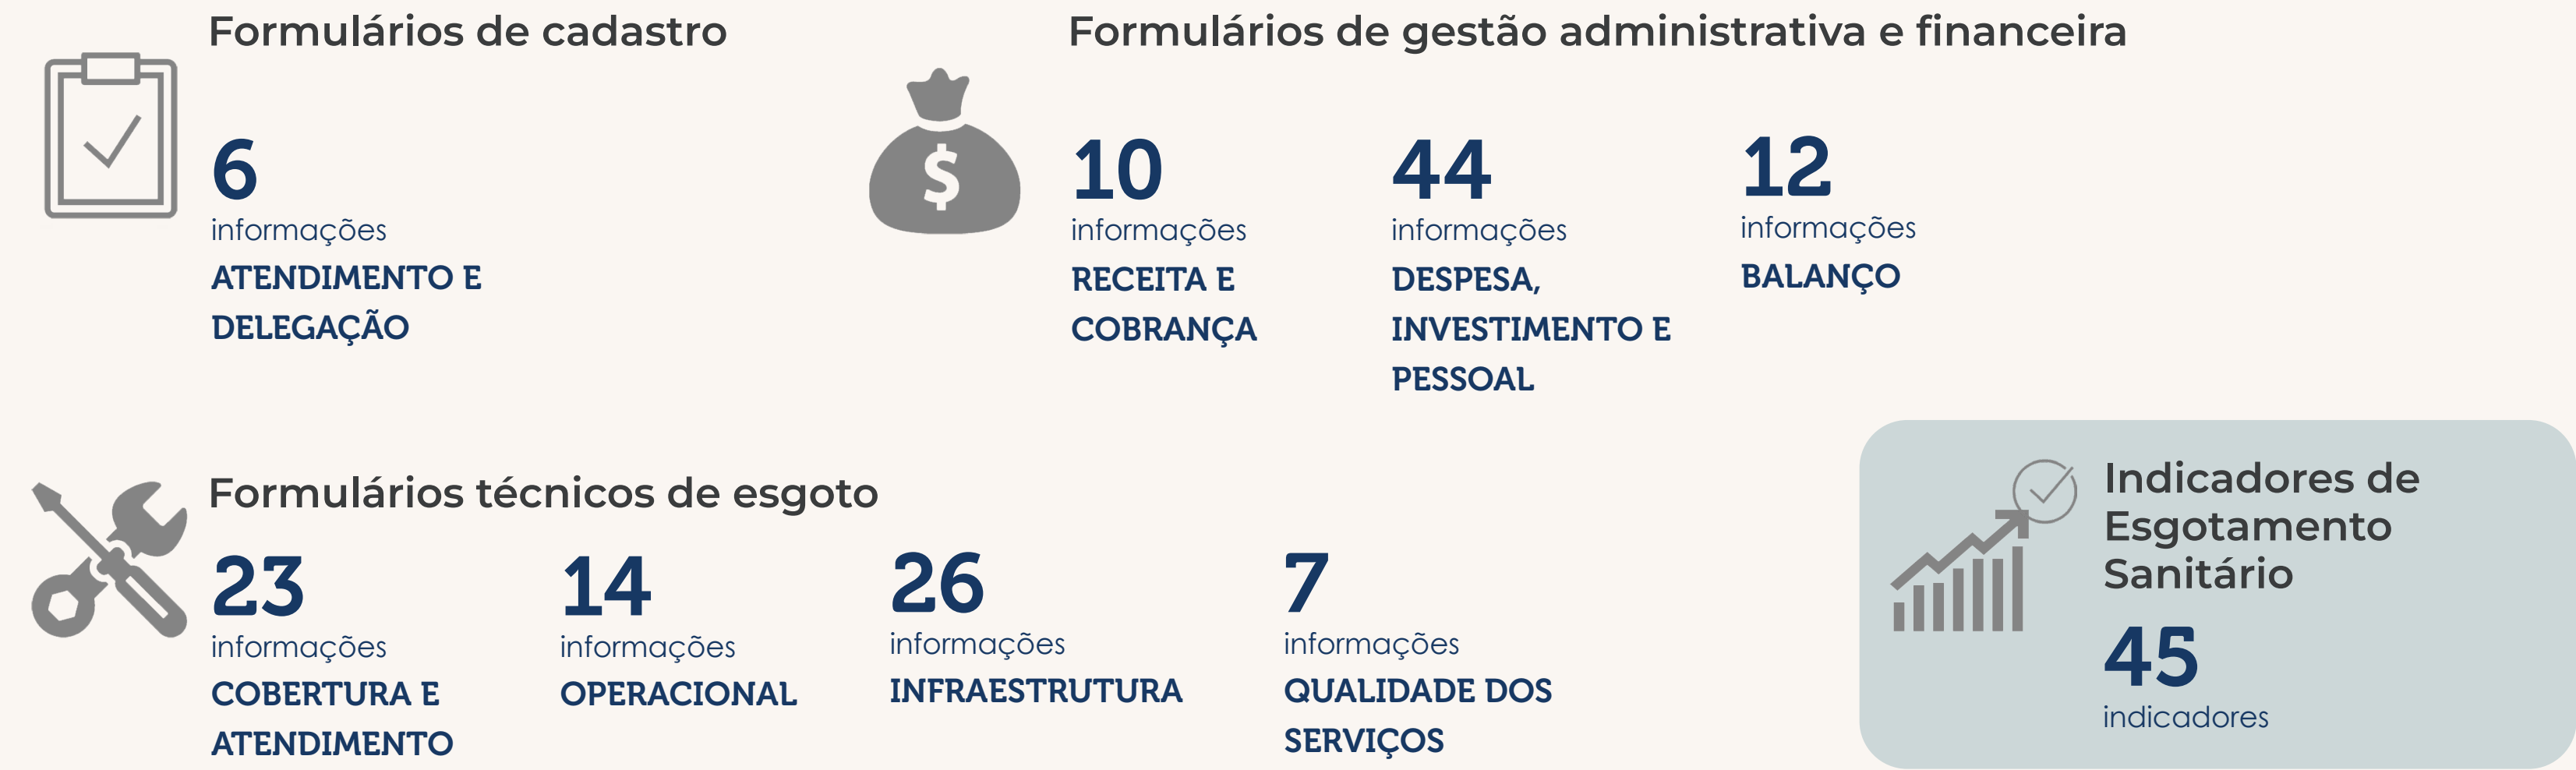 Formulários de cadastro
6
informações
ATENDIMENTO E
DELEGAÇÃO
Formulários de gestão administrativa e financeira
$
10
informações
RECEITA E
COBRANÇA
44
informações
DESPESA,
INVESTIMENTO E
PESSOAL
12
informações
BALANÇO
Formulários técnicos de esgoto
23
informações
COBERTURA E
ATENDIMENTO
14
informações
OPERACIONAL
26
informações
INFRAESTRUTURA
7
informações
QUALIDADE DOS
SERVIÇOS
Indicadores de
Esgotamento
Sanitário
45
indicadores